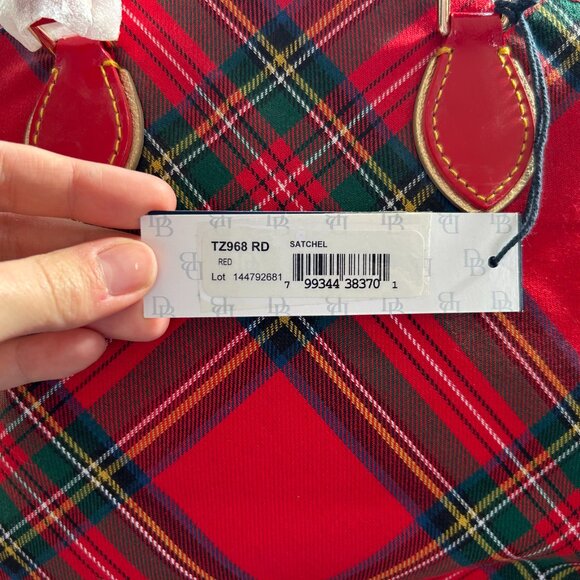 TZ968 RD SATCHEL
RED
Lot 144792681
7 99344 38370 1